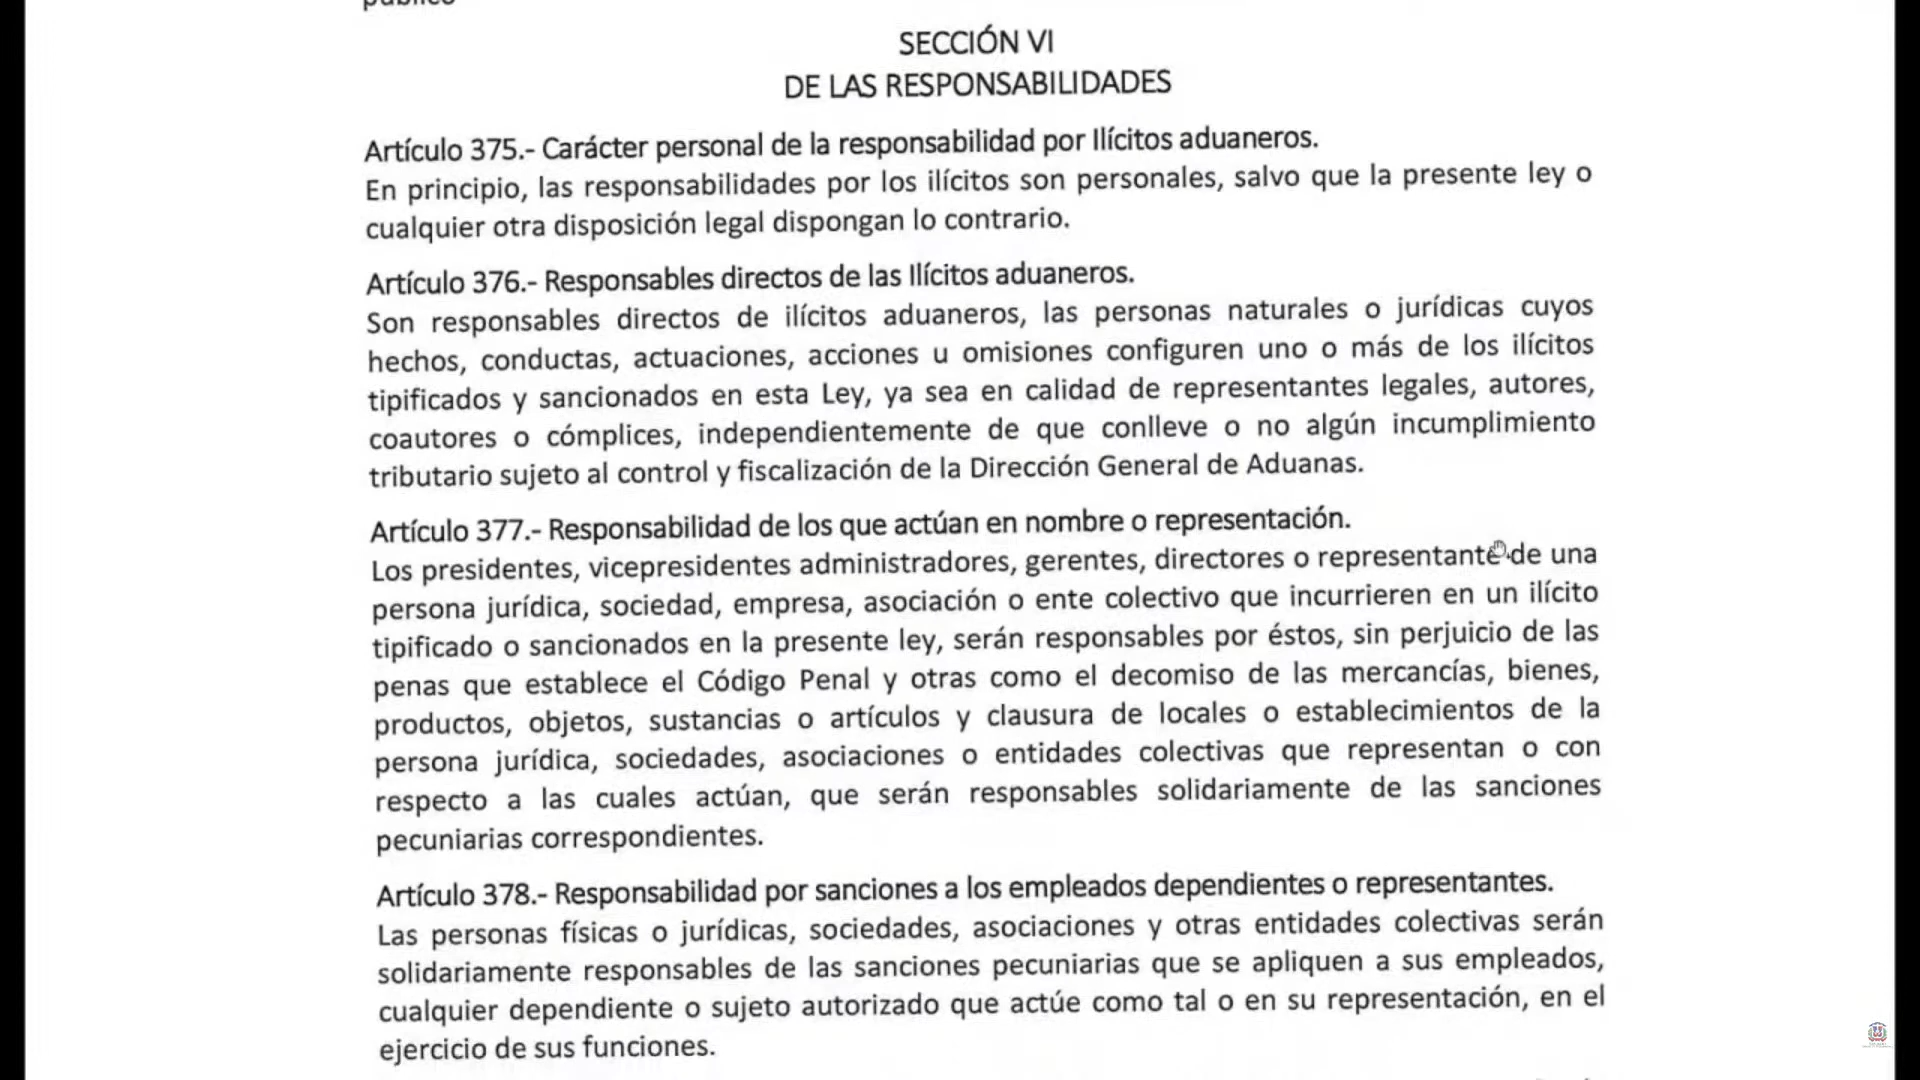 SECCIÓN VI
DE LAS RESPONSABILIDADES
Artículo 375.- Carácter personal de la responsabilidad por Ilícitos aduaneros.
En principio, las responsabilidades por los ilícitos son personales, salvo que la presente ley o
cualquier otra disposición legal dispongan lo contrario.
Artículo 376.- Responsables directos de las Ilícitos aduaneros.
Son responsables directos de ilícitos aduaneros, las personas naturales o jurídicas cuyos
hechos, conductas, actuaciones, acciones u omisiones configuren uno o más de los ilícitos
tipificados y sancionados en esta Ley, ya sea en calidad de representantes legales, autores,
coautores o cómplices, independientemente de que conlleve o no algún incumplimiento
tributario sujeto al control y fiscalización de la Dirección General de Aduanas.
Artículo 377.- Responsabilidad de los que actúan en nombre o representación.
Los presidentes, vicepresidentes administradores, gerentes, directores o representante de una
persona jurídica, sociedad, empresa, asociación o ente colectivo que incurrieren en un ilícito
tipificado o sancionados en la presente ley, serán responsables por éstos, sin perjuicio de las
penas que establece el Código Penal y otras como el decomiso de las mercancías, bienes,
productos, objetos, sustancias o artículos y clausura de locales o establecimientos de la
persona jurídica, sociedades, asociaciones o entidades colectivas que representan o con
respecto a las cuales actúan, que serán responsables solidariamente de las sanciones
pecuniarias correspondientes.
Artículo 378.- Responsabilidad por sanciones a los empleados dependientes o representantes.
Las personas físicas o jurídicas, sociedades, asociaciones y otras entidades colectivas serán
solidariamente responsables de las sanciones pecuniarias que se apliquen a sus empleados,
cualquier dependiente o sujeto autorizado que actúe como tal o en su representación, en el
ejercicio de sus funciones.